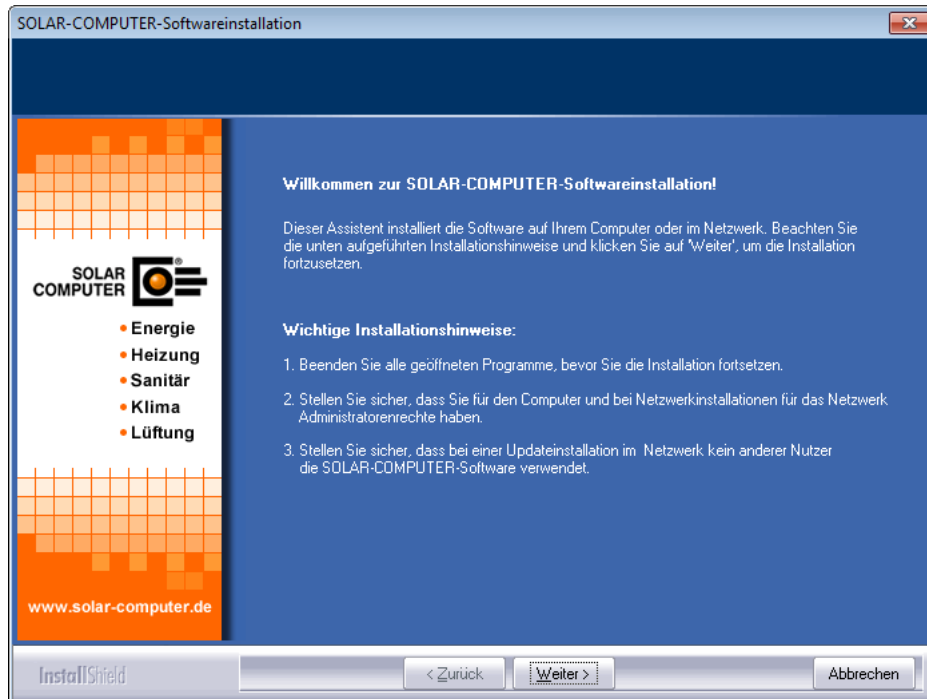 SOLAR-COMPUTER-Softwareinstallation
Willkommen zur SOLAR-COMPUTER-Softwareinstallation!
Dieser Assistent installiert die Software auf Ihrem Computer oder im Netzwerk. Beachten Sie
die unten aufgeführten Installationshinweise und klicken Sie auf 'Weiter', um die Installation
fortzusetzen.
SOLAR
COMPUTER
®
• Energie
• Heizung
• Sanitär
• Klima
• Lüftung
www.solar-computer.de
Wichtige Installationshinweise:
1. Beenden Sie alle geöffneten Programme, bevor Sie die Installation fortsetzen.
2. Stellen Sie sicher, dass Sie für den Computer und bei Netzwerkinstallationen für das Netzwerk
Administratorenrechte haben.
3. Stellen Sie sicher, dass bei einer Updateinstallation im Netzwerk kein anderer Nutzer
die SOLAR-COMPUTER-Software verwendet.
InstallShield
< Zurück
Weiter >
Abbrechen